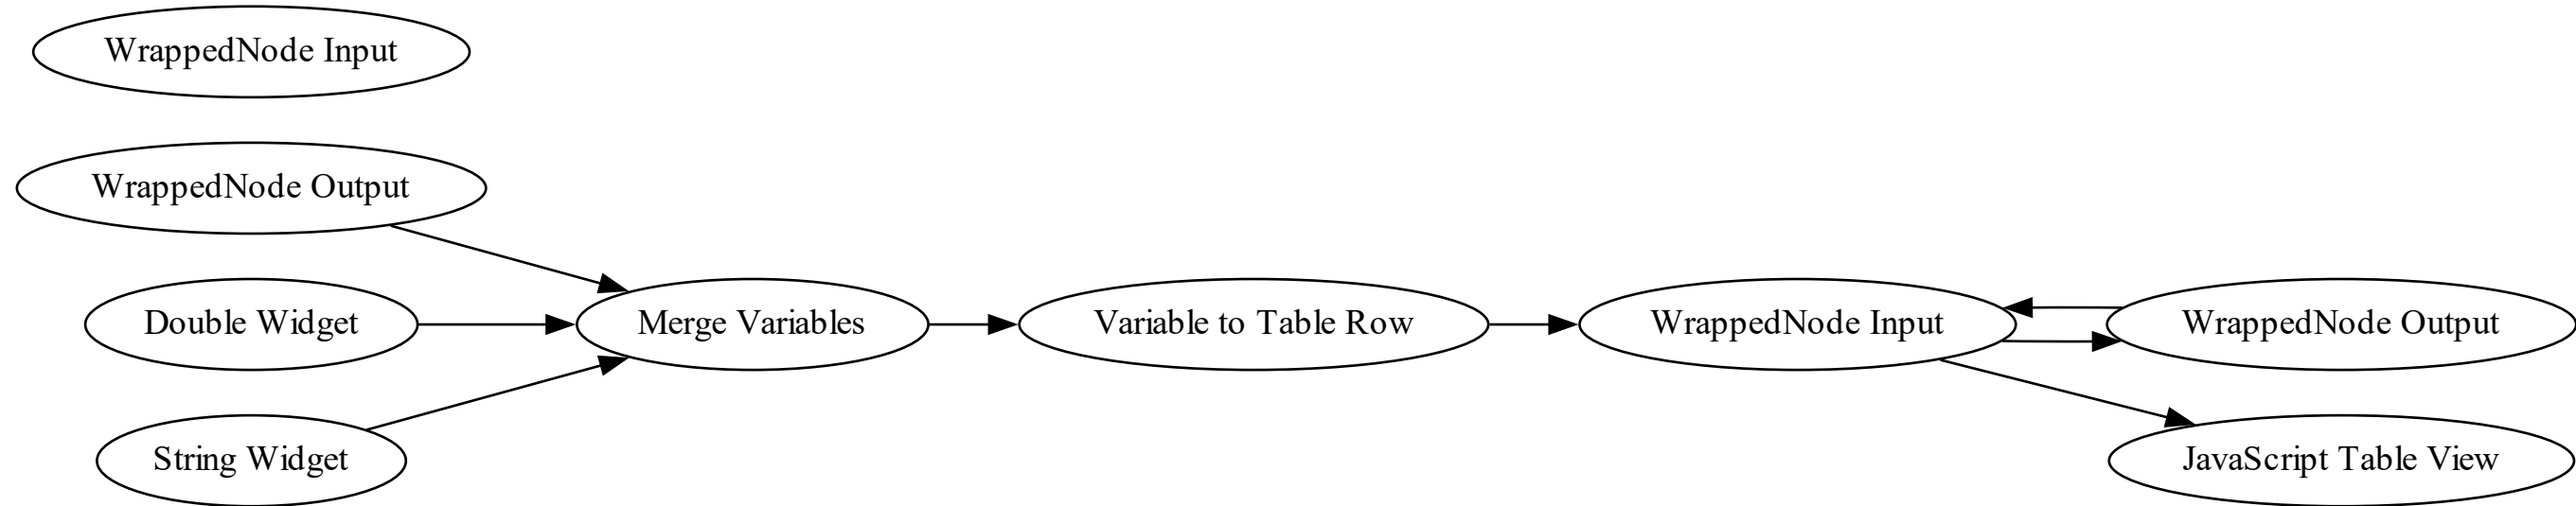 WrappedNode Input
WrappedNode Output
Double Widget
Merge Variables
Variable to Table Row
WrappedNode Input
WrappedNode Output
String Widget
JavaScript Table View